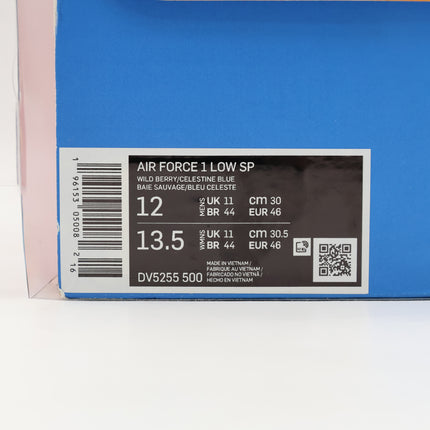 AIR FORCE 1 LOW SP
WILD BERRY/CELESTINE BLUE
BAIE SAUVAGE/BLEU CELESTE
12 MENS UK 11 cm 30
BR 44 EUR 46
13.5 WMNS UK 11 cm 30.5
BR 44 EUR 46
MADE IN VIETNAM/
FABRIQUE AU VIETNAM/
FABRICADO NO VIETNÃ/
HECHO EN VIETNAM
DV5255 500
1 96153 05008 2 16